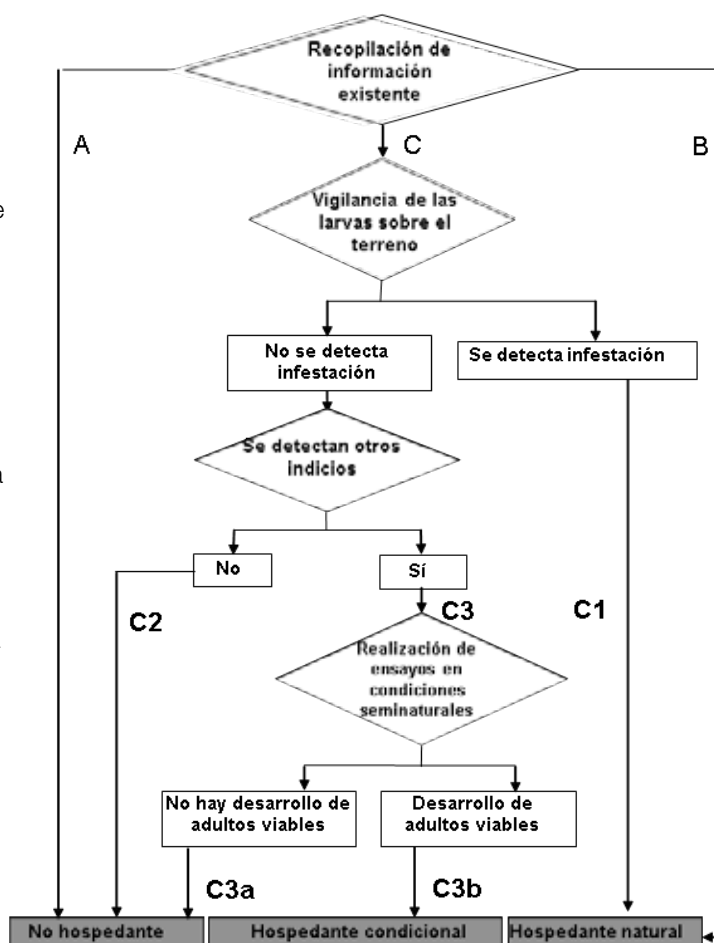 Recopilación de
información
existente
A
C
B
e
Vigilancia de las
larvas sobre el
terreno
No se detecta
infestación
Se detecta infestación
Se detectan otros
indicios
a
No
Sí
C2
C3
C1
Realización de
ensayos en
condiciones
seminaturales
No hay desarrollo de
adultos viables
Desarrollo de
adultos viables
C3a
C3b
No hospedante
Hospedante condicional
Hospedante natural